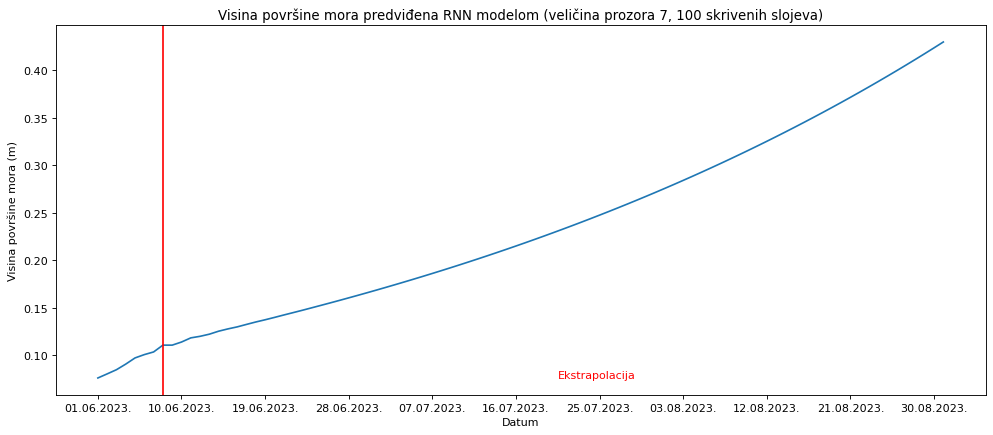 Visina površine mora predviđena RNN modelom (veličina prozora 7, 100 skrivenih slojeva)
Visina površine mora (m)
0.40
0.35
0.30
0.25
0.20
0.15
0.10
Ekstrapolacija
01.06.2023. 10.06.2023. 19.06.2023. 28.06.2023. 07.07.2023. 16.07.2023. 25.07.2023. 03.08.2023. 12.08.2023. 21.08.2023. 30.08.2023.
Datum